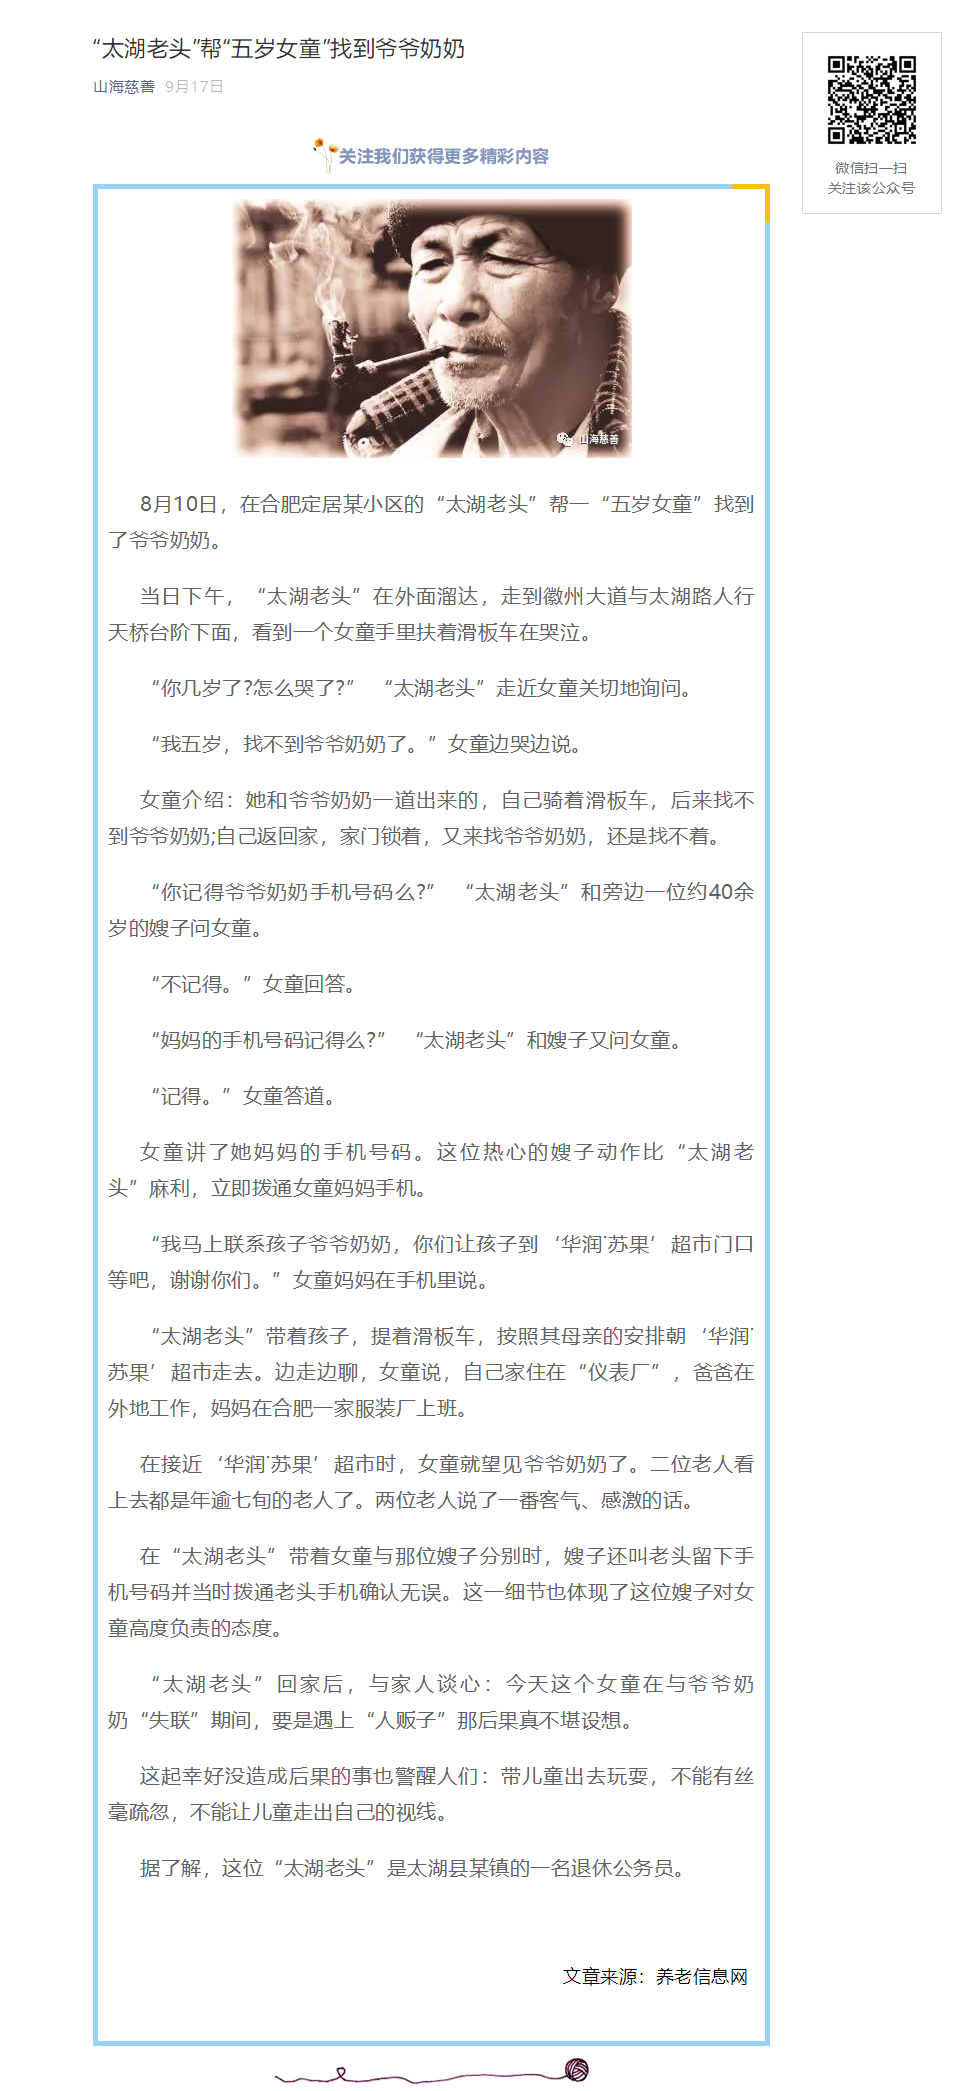 “太湖老头”帮“五岁女童”找到爷爷奶奶
山海慈善 9月17日
微信扫一扫
关注该公众号
关注我们获得更多精彩内容
山海慈善
8月10日，在合肥定居某小区的“太湖老头”帮一“五岁女童”找到
了爷爷奶奶。
当日下午，“太湖老头”在外面溜达，走到徽州大道与太湖路人行
天桥台阶下面，看到一个女童手里扶着滑板车在哭泣。
“你几岁了?怎么哭了?” “太湖老头”走近女童关切地询问。
“我五岁，找不到爷爷奶奶了。”女童边哭边说。
女童介绍：她和爷爷奶奶一道出来的，自己骑着滑板车，后来找不
到爷爷奶奶;自己返回家，家门锁着，又来找爷爷奶奶，还是找不着。
“你记得爷爷奶奶手机号码么?” “太湖老头”和旁边一位约40余
岁的嫂子问女童。
“不记得。”女童回答。
“妈妈的手机号码记得么?” “太湖老头”和嫂子又问女童。
“记得。”女童答道。
女童讲了她妈妈的手机号码。这位热心的嫂子动作比“太湖老
头”麻利，立即拨通女童妈妈手机。
“我马上联系孩子爷爷奶奶，你们让孩子到‘华润˙苏果’超市门口
等吧，谢谢你们。”女童妈妈在手机里说。
“太湖老头”带着孩子，提着滑板车，按照其母亲的安排朝‘华润˙
苏果’超市走去。边走边聊，女童说，自己家住在“仪表厂”，爸爸在
外地工作，妈妈在合肥一家服装厂上班。
在接近‘华润˙苏果’超市时，女童就望见爷爷奶奶了。二位老人看
上去都是年逾七旬的老人了。两位老人说了一番客气、感激的话。
在“太湖老头”带着女童与那位嫂子分别时，嫂子还叫老头留下手
机号码并当时拨通老头手机确认无误。这一细节也体现了这位嫂子对女
童高度负责的态度。
“太湖老头”回家后，与家人谈心：今天这个女童在与爷爷奶
奶“失联”期间，要是遇上“人贩子”那后果真不堪设想。
这起幸好没造成后果的事也警醒人们：带儿童出去玩耍，不能有丝
毫疏忽，不能让儿童走出自己的视线。
据了解，这位“太湖老头”是太湖县某镇的一名退休公务员。
文章来源：养老信息网